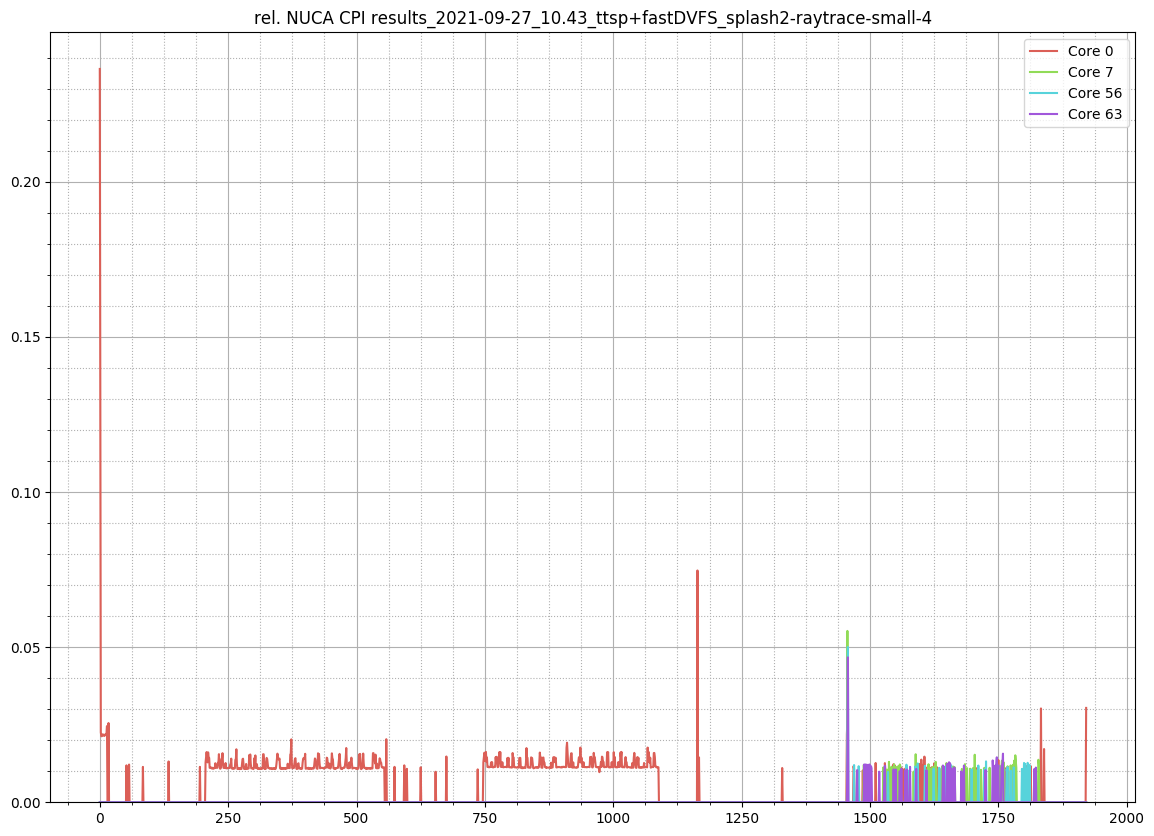 rel. NUCA CPI results_2021-09-27_10.43_ttsp+fastDVFS_splash2-raytrace-small-4
Core 0
Core 7
Core 56
Core 63
0.20
0.15
0.10
0.05
0.00
0 250 500 750 1000 1250 1500 1750 2000